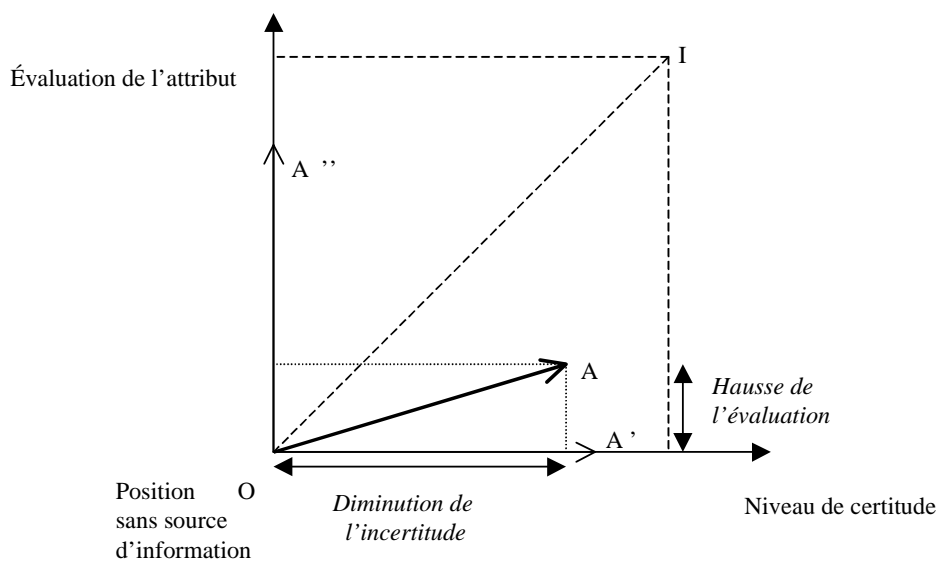 I
Évaluation de l’attribut
A ’’
A
Hausse de
l’évaluation
A ’
Position O
sans source
d’information
Diminution de
l’incertitude
Niveau de certitude